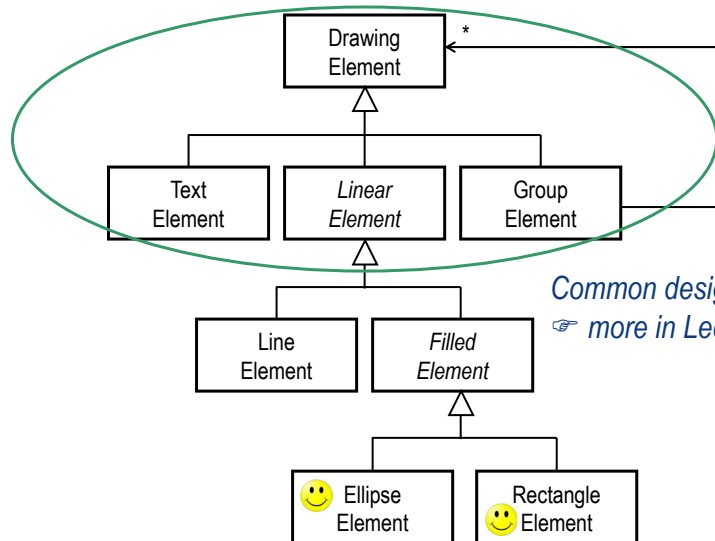 Drawing
Element
*
Text
Element
Linear
Element
Group
Element
Common desig
☞ more in Le
Line
Element
Filled
Element
Ellipse
Element
Rectangle
Element